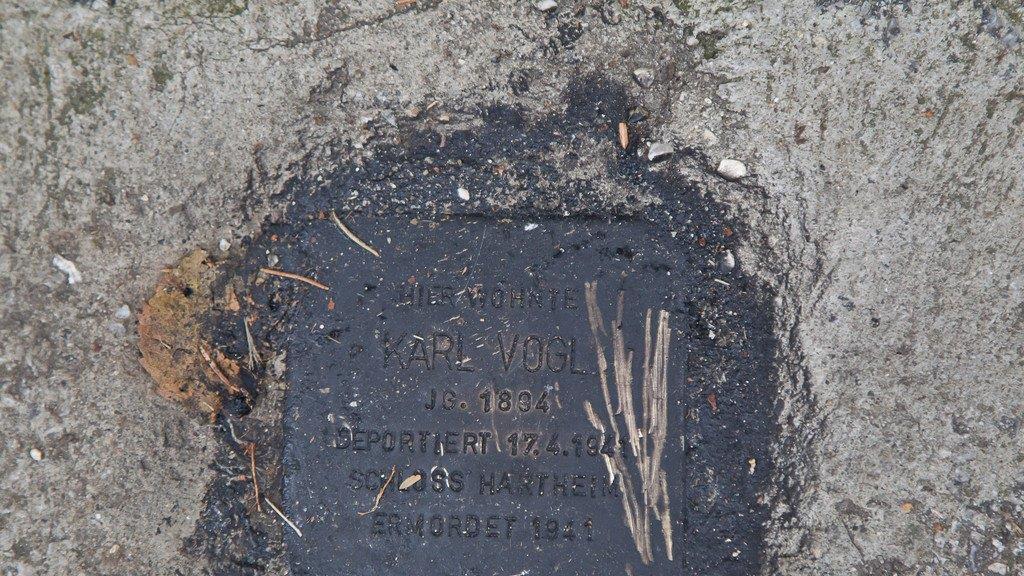 HIER WOHNTE
KARL VOGL
JG. 1894
DEPORTIERT 17.4.1941
SCHLOSS HARTHEIM
ERMORDET 1941